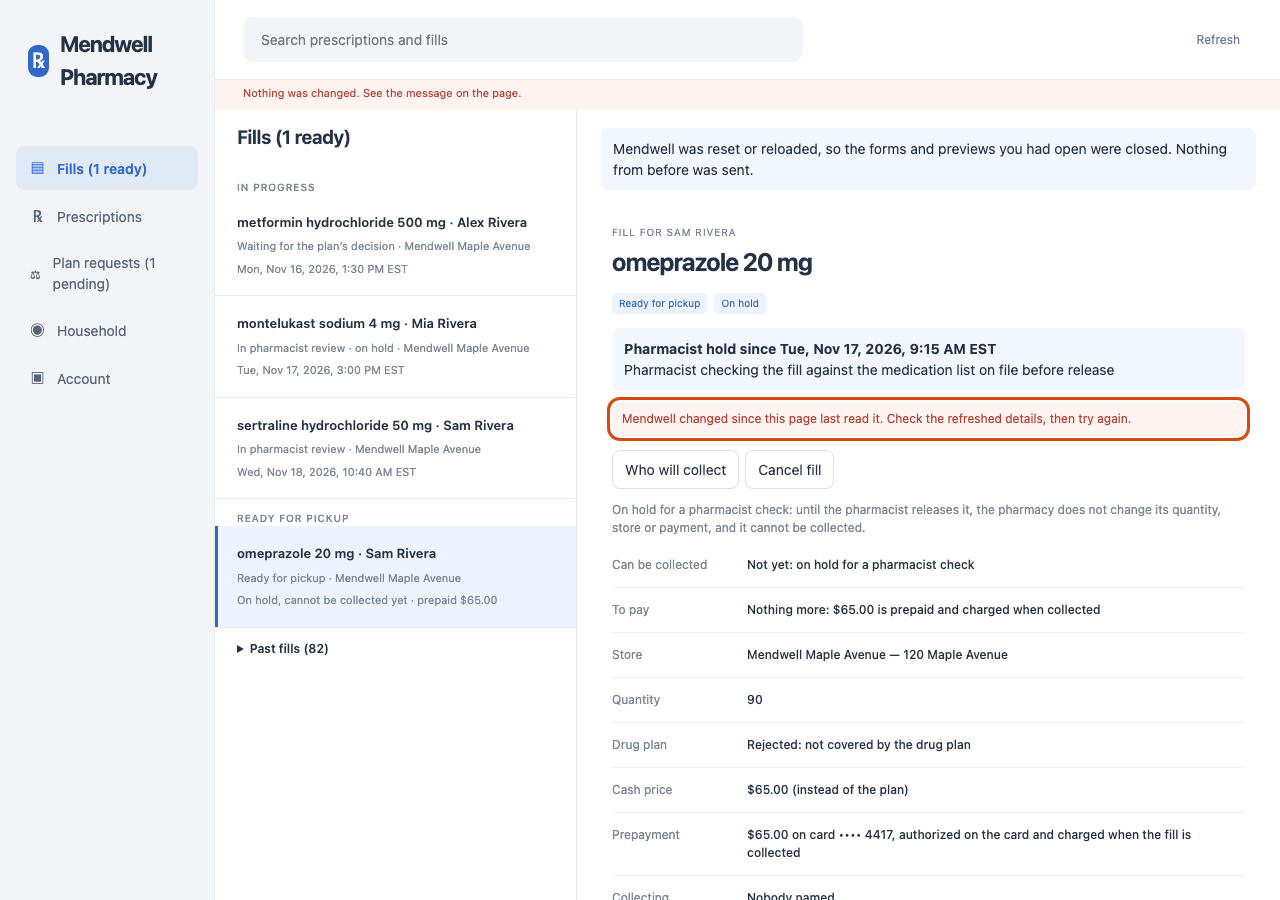 ℞ Mendwell
Pharmacy
Search prescriptions and fills
Refresh
Nothing was changed. See the message on the page.
Fills (1 ready)
Prescriptions
Plan requests (1
pending)
Household
Account
Fills (1 ready)
IN PROGRESS
metformin hydrochloride 500 mg · Alex Rivera
Waiting for the plan's decision · Mendwell Maple Avenue
Mon, Nov 16, 2026, 1:30 PM EST
montelukast sodium 4 mg · Mia Rivera
In pharmacist review · on hold · Mendwell Maple Avenue
Tue, Nov 17, 2026, 3:00 PM EST
sertraline hydrochloride 50 mg · Sam Rivera
In pharmacist review · Mendwell Maple Avenue
Wed, Nov 18, 2026, 10:40 AM EST
READY FOR PICKUP
omeprazole 20 mg · Sam Rivera
Ready for pickup · Mendwell Maple Avenue
On hold, cannot be collected yet · prepaid $65.00
Past fills (82)
Mendwell was reset or reloaded, so the forms and previews you had open were closed. Nothing
from before was sent.
FILL FOR SAM RIVERA
omeprazole 20 mg
Ready for pickup On hold
Pharmacist hold since Tue, Nov 17, 2026, 9:15 AM EST
Pharmacist checking the fill against the medication list on file before release
Mendwell changed since this page last read it. Check the refreshed details, then try again.
Who will collect Cancel fill
On hold for a pharmacist check: until the pharmacist releases it, the pharmacy does not change its quantity,
store or payment, and it cannot be collected.
Can be collected Not yet: on hold for a pharmacist check
To pay Nothing more: $65.00 is prepaid and charged when collected
Store Mendwell Maple Avenue — 120 Maple Avenue
Quantity 90
Drug plan Rejected: not covered by the drug plan
Cash price $65.00 (instead of the plan)
Prepayment $65.00 on card •••• 4417, authorized on the card and charged when the fill is
collected
Collecting Nobody named